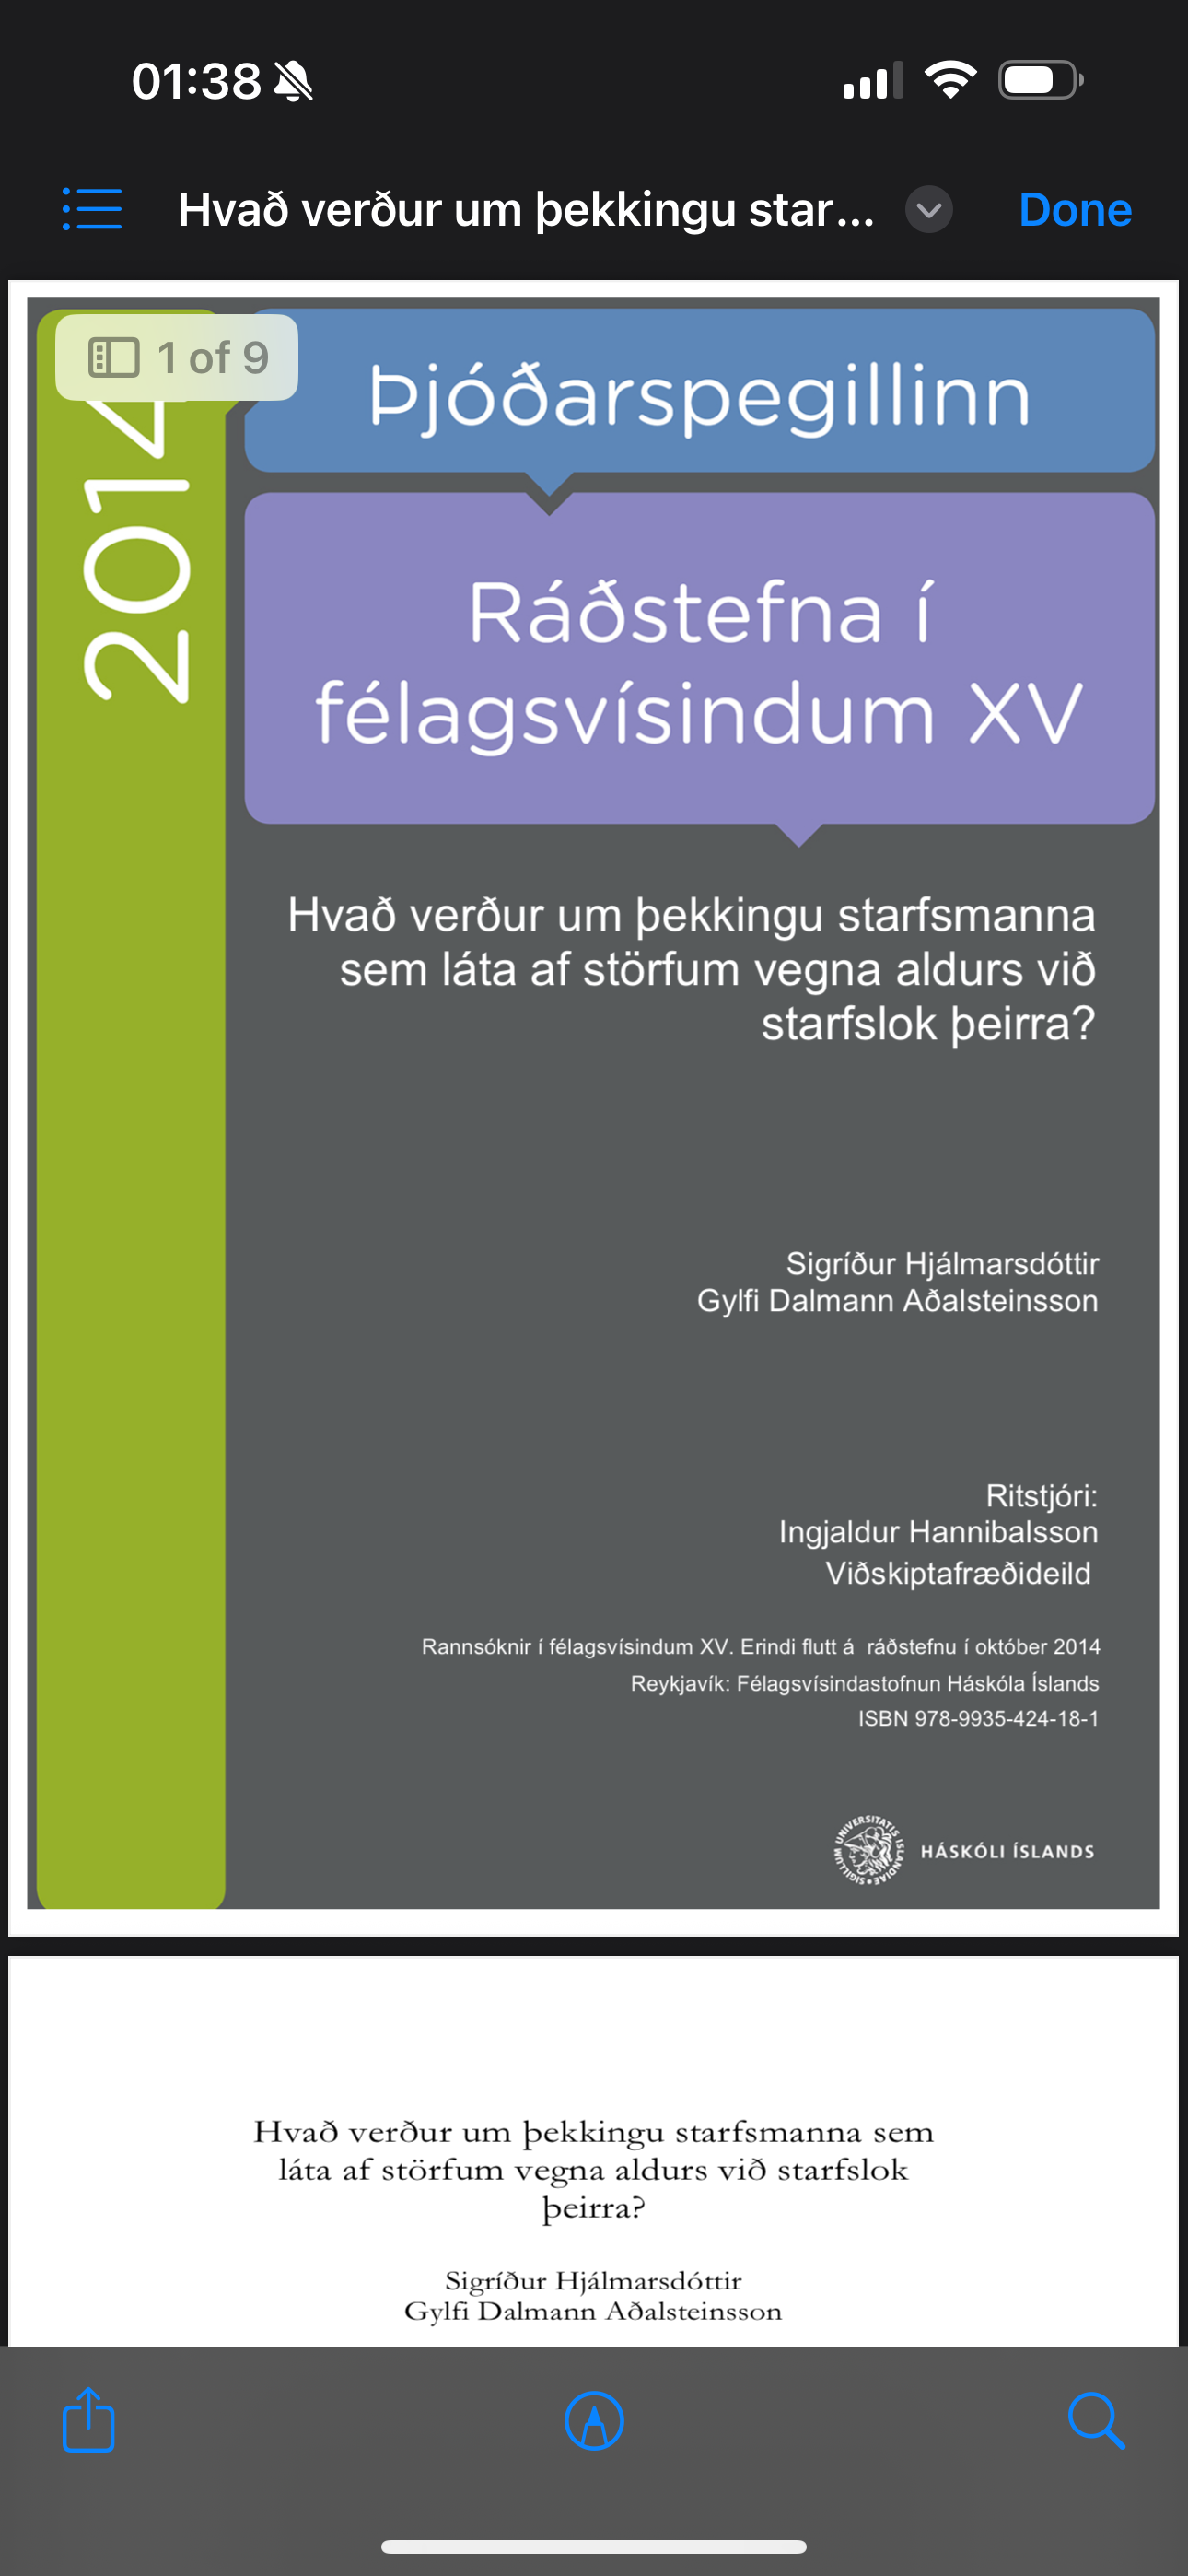 01:38
Hvað verður um þekkingu star...
Done
1 of 9
2014
Þjóðarspegillinn
Ráðstefna í
félagsvísindum XV
Hvað verður um þekkingu starfsmanna
sem láta af störfum vegna aldurs við
starfslok þeirra?
Sigríður Hjálmarsdóttir
Gylfi Dalmann Aðalsteinsson
Ritstjóri:
Ingjaldur Hannibalsson
Viðskiptafræðideild
Rannsóknir í félagsvísindum XV. Erindi flutt á ráðstefnu í október 2014
Reykjavík: Félagsvísindastofnun Háskóla Íslands
ISBN 978-9935-424-18-1
SIGILLUM UNIVERSITATIS ISLANDIAE
HÁSKÓLI ÍSLANDS
Hvað verður um þekkingu starfsmanna sem
láta af störfum vegna aldurs við starfslok
þeirra?
Sigríður Hjálmarsdóttir
Gylfi Dalmann Aðalsteinsson